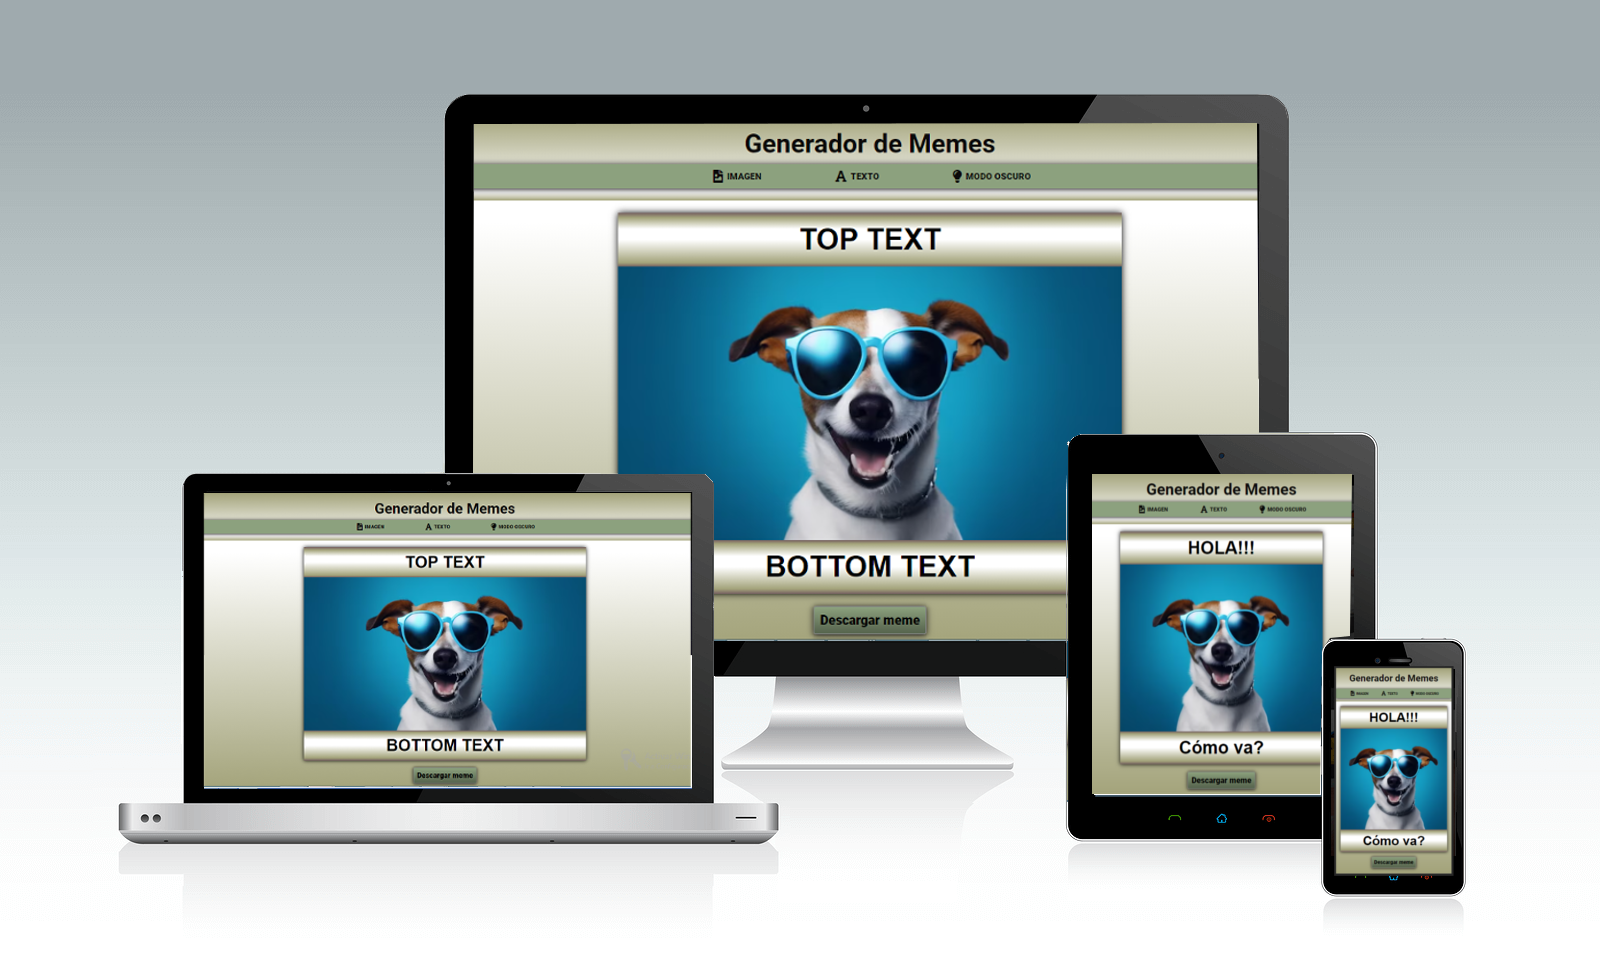 Generador de Memes
IMAGEN TEXTO MODO OSCURO
TOP TEXT
BOTTOM TEXT
Descargar meme
Generador de Memes
IMAGEN TEXTO MODO OSCURO
TOP TEXT
BOTTOM TEXT
Descargar meme
Generador de Memes
IMAGEN TEXTO MODO OSCURO
HOLA!!!
Cómo va?
Descargar meme
Generador de Memes
IMAGEN TEXTO MODO OSCURO
HOLA!!!
Cómo va?
Descargar meme